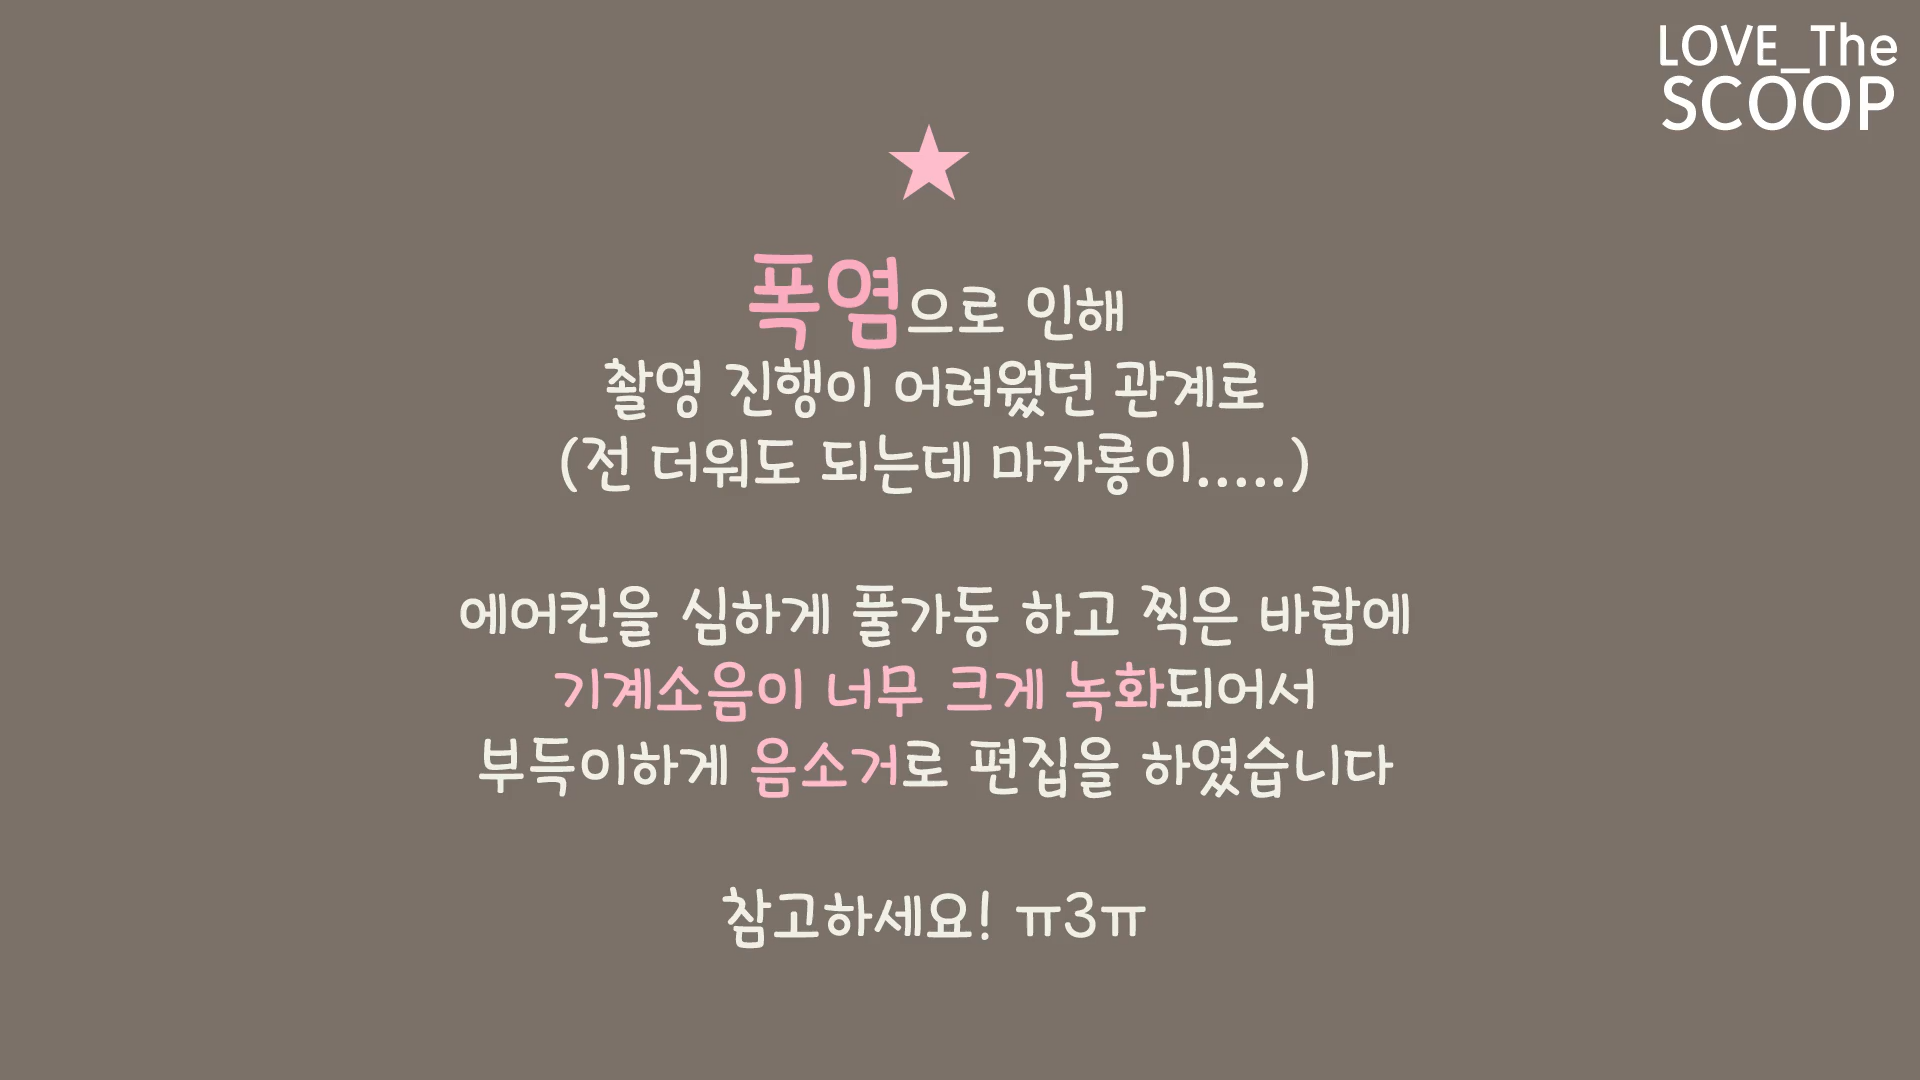 LOVE_The
SCOOP
★
폭염으로 인해
촬영 진행이 어려웠던 관계로
(전 더워도 되는데 마카롱이.....)
에어컨을 심하게 풀가동 하고 찍은 바람에
기계소음이 너무 크게 녹화되어서
부득이하게 음소거로 편집을 하였습니다
참고하세요! ㅠ3ㅠ